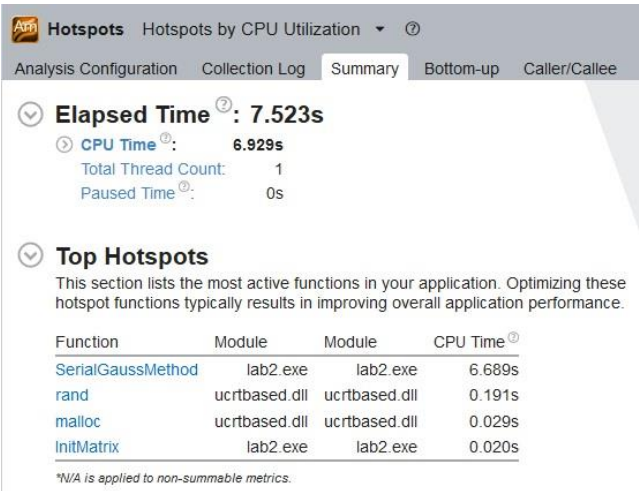 Hotspots Hotspots by CPU Utilization ?
Analysis Configuration Collection Log Summary Bottom-up Caller/Callee
Elapsed Time ?: 7.523s
CPU Time ?: 6.929s
Total Thread Count: 1
Paused Time ?: 0s
Top Hotspots
This section lists the most active functions in your application. Optimizing these
hotspot functions typically results in improving overall application performance.
Function Module Module CPU Time ?
SerialGaussMethod lab2.exe lab2.exe 6.689s
rand ucrtbased.dll ucrtbased.dll 0.191s
malloc ucrtbased.dll ucrtbased.dll 0.029s
InitMatrix lab2.exe lab2.exe 0.020s
*N/A is applied to non-summable metrics.